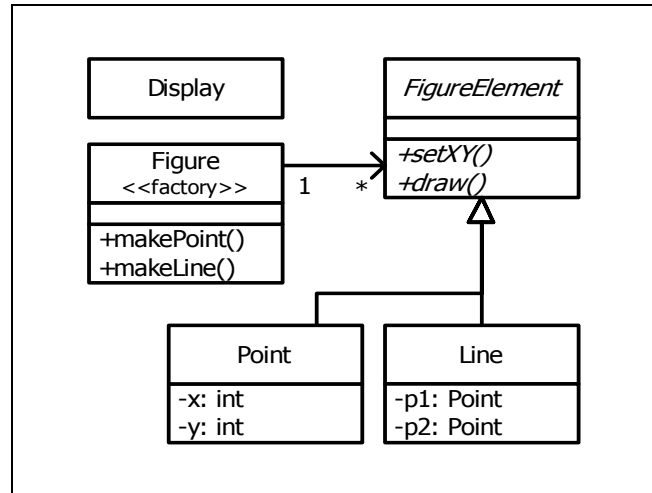 Display
FigureElement
+setXY()
+draw()
Figure
<<factory>>
+makePoint()
+makeLine()
1
*
Point
-x: int
-y: int
Line
-p1: Point
-p2: Point